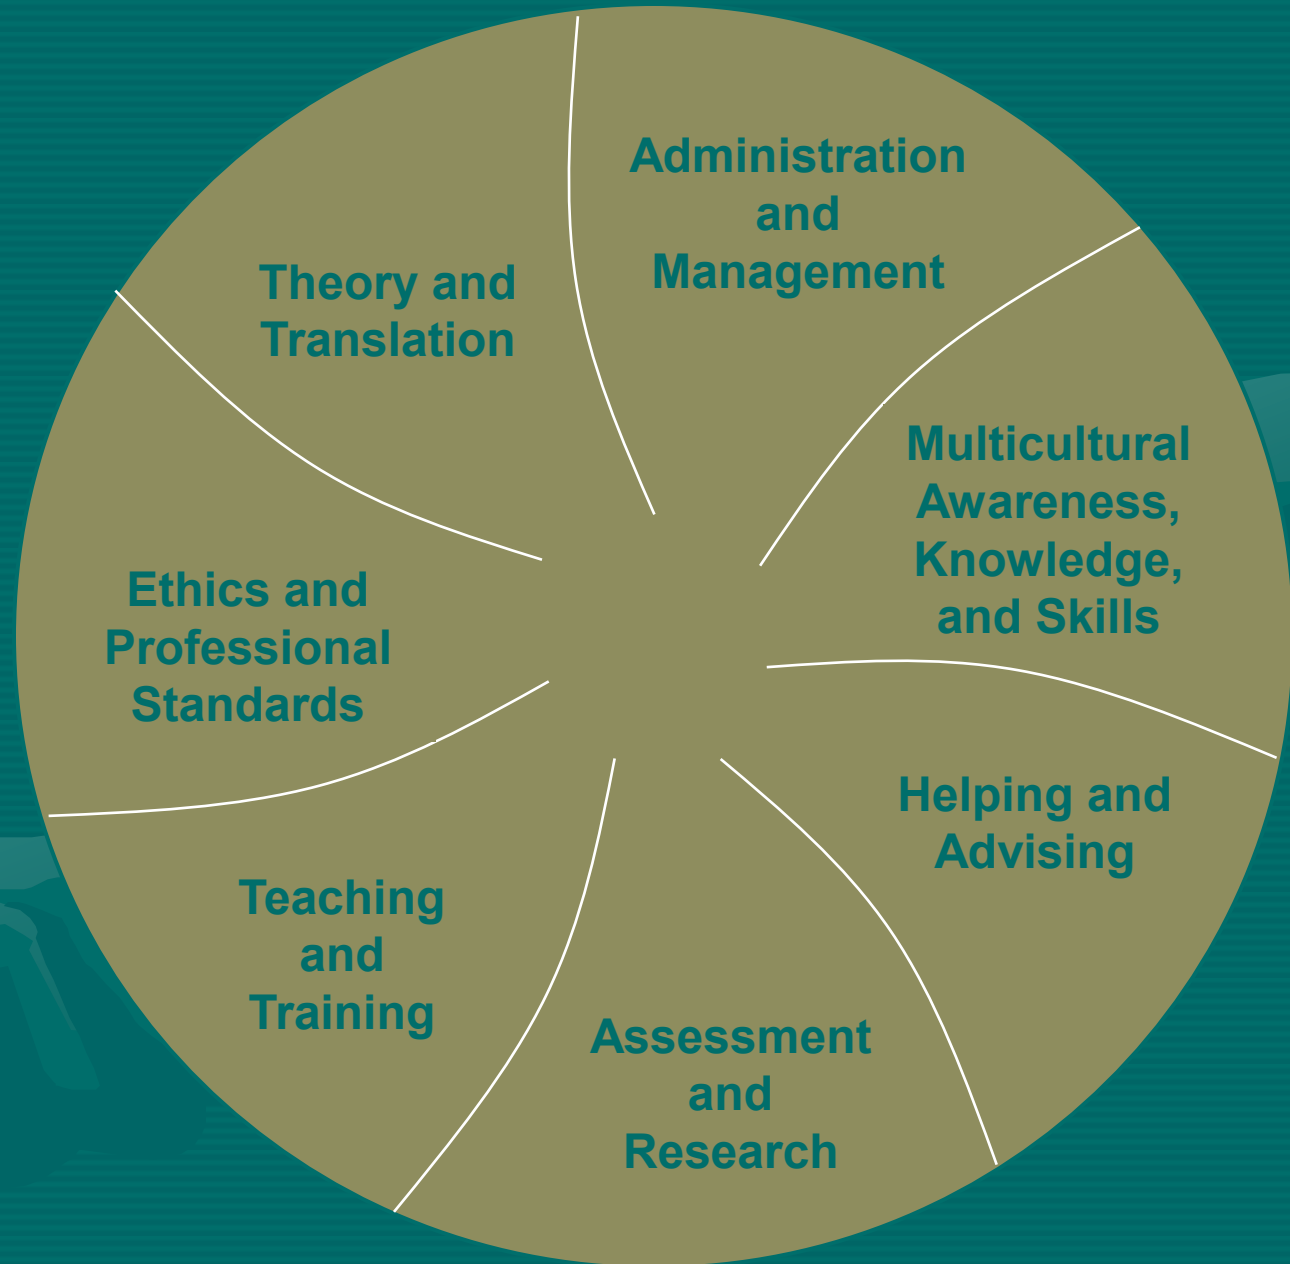 Administration
and
Management
Multicultural
Awareness,
Knowledge,
and Skills
Helping and
Advising
Assessment
and
Research
Teaching
and
Training
Ethics and
Professional
Standards
Theory and
Translation